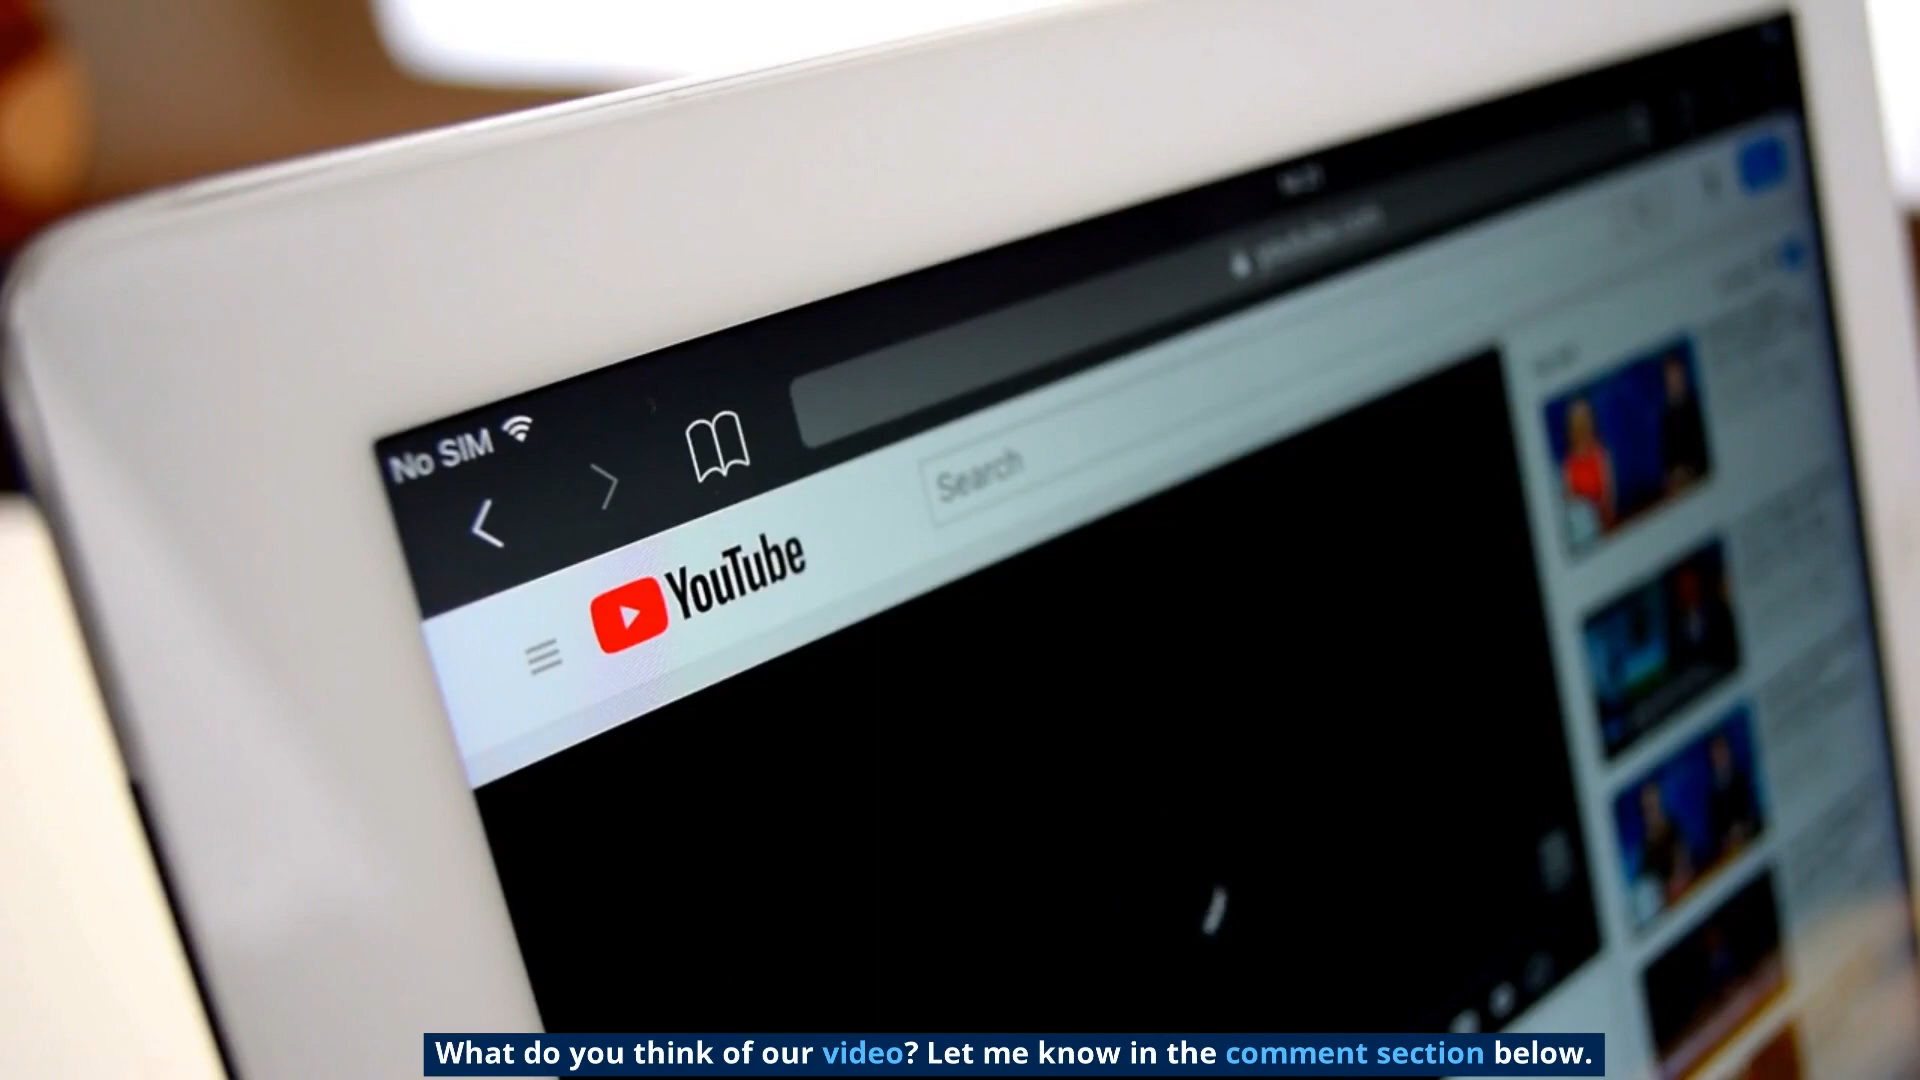 No SIM
Search
YouTube
What do you think of our video? Let me know in the comment section below.